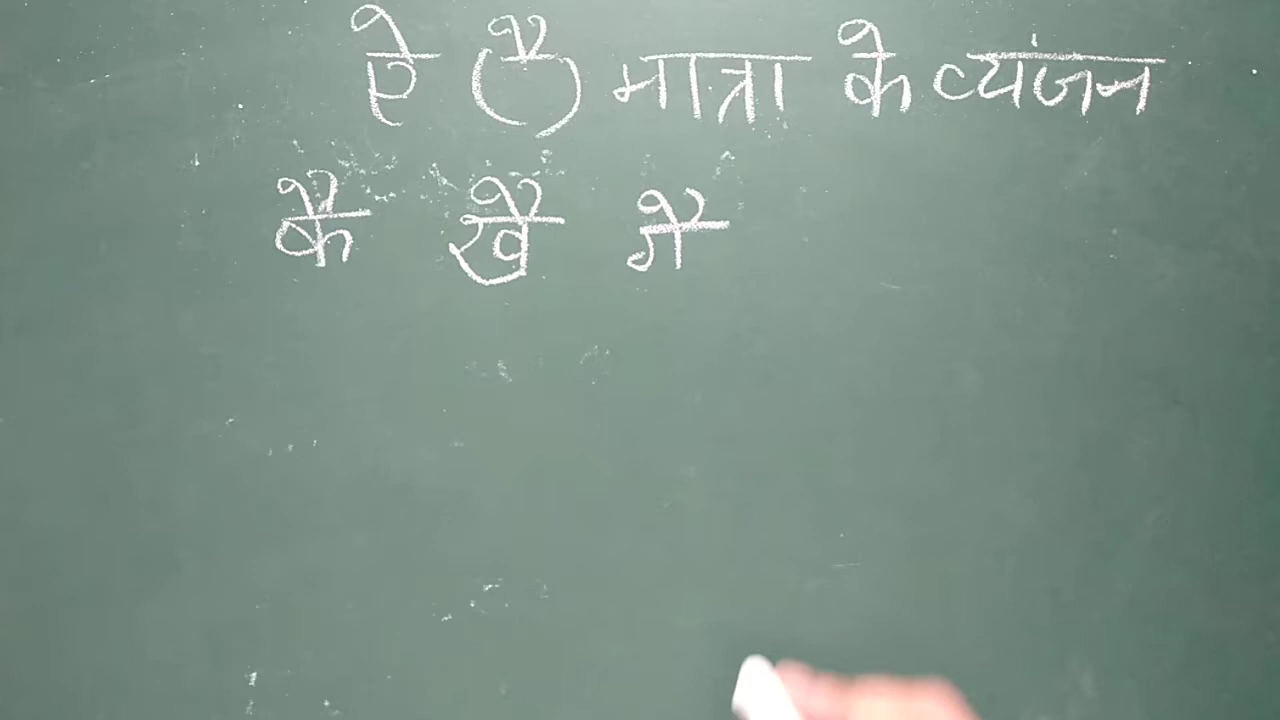 ऐ (ै) मात्रा के व्यंजन
कै खै गै